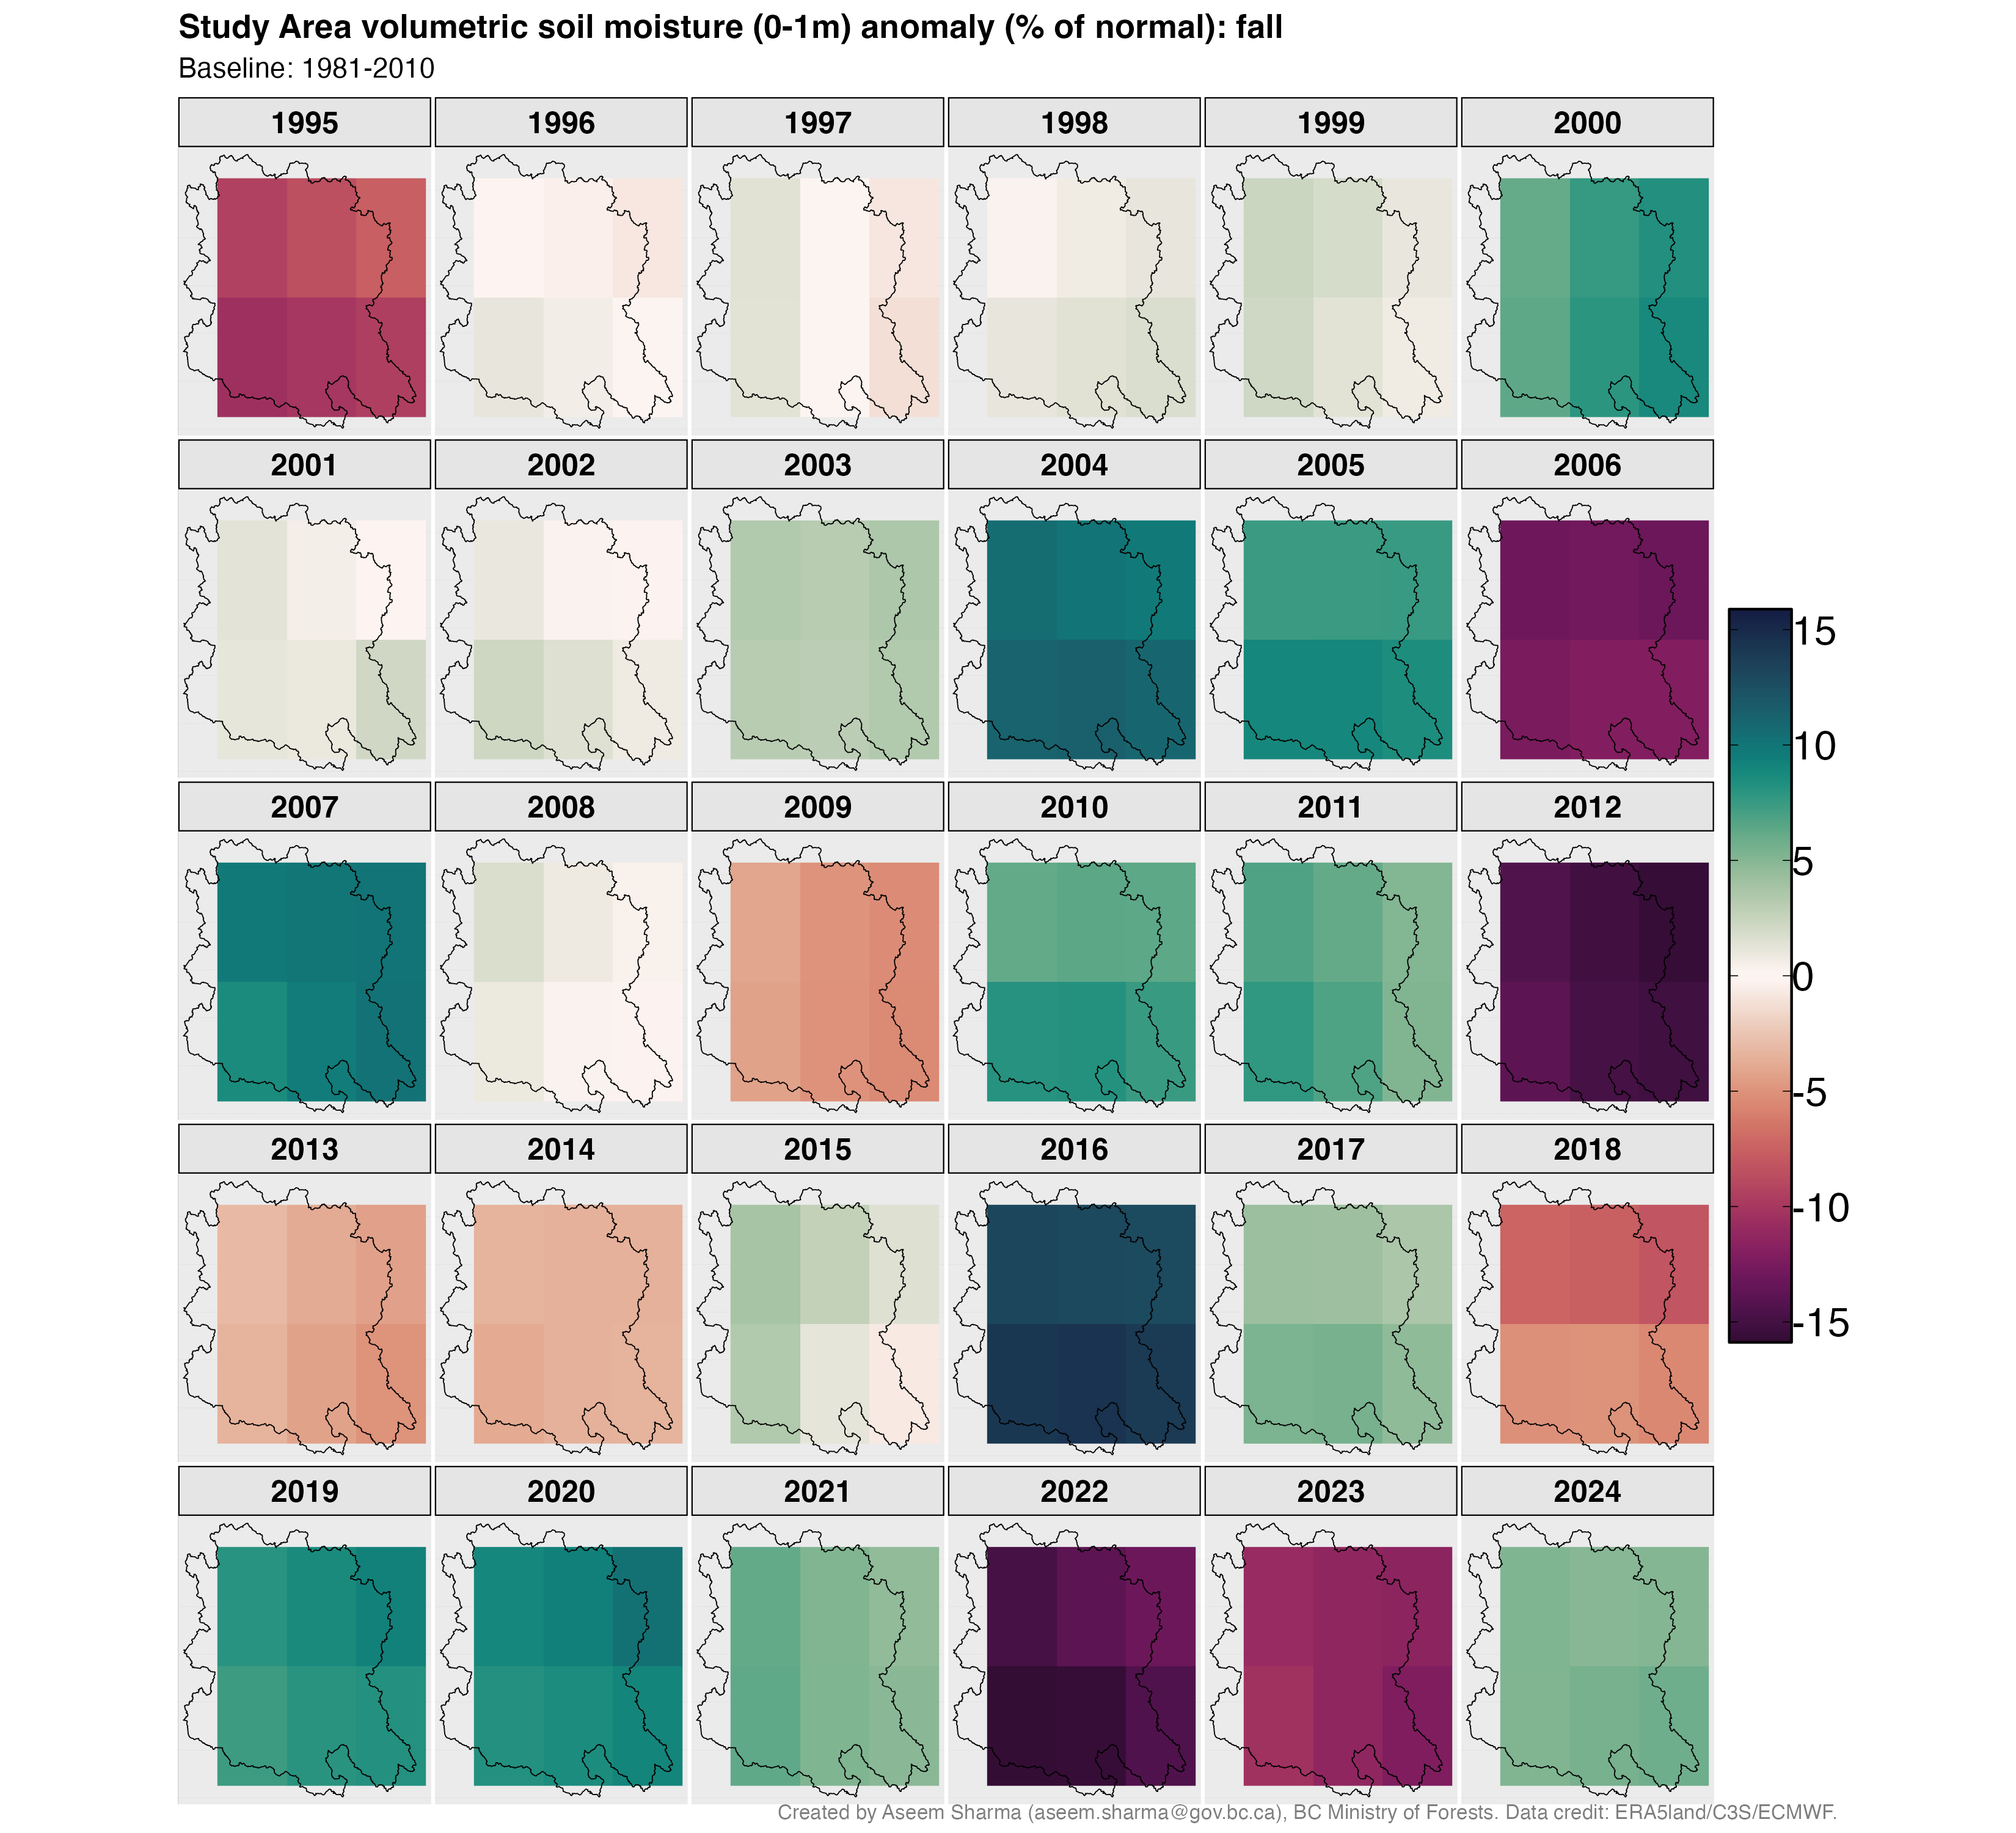 Study Area volumetric soil moisture (0-1m) anomaly (% of normal): fall
Baseline: 1981-2010
1995 1996 1997 1998 1999 2000
2001 2002 2003 2004 2005 2006
15
10
5
0
-5
-10
-15
2007 2008 2009 2010 2011 2012
2013 2014 2015 2016 2017 2018
2019 2020 2021 2022 2023 2024
Created by Aseem Sharma (aseem.sharma@gov.bc.ca), BC Ministry of Forests. Data credit: ERA5land/C3S/ECMWF.